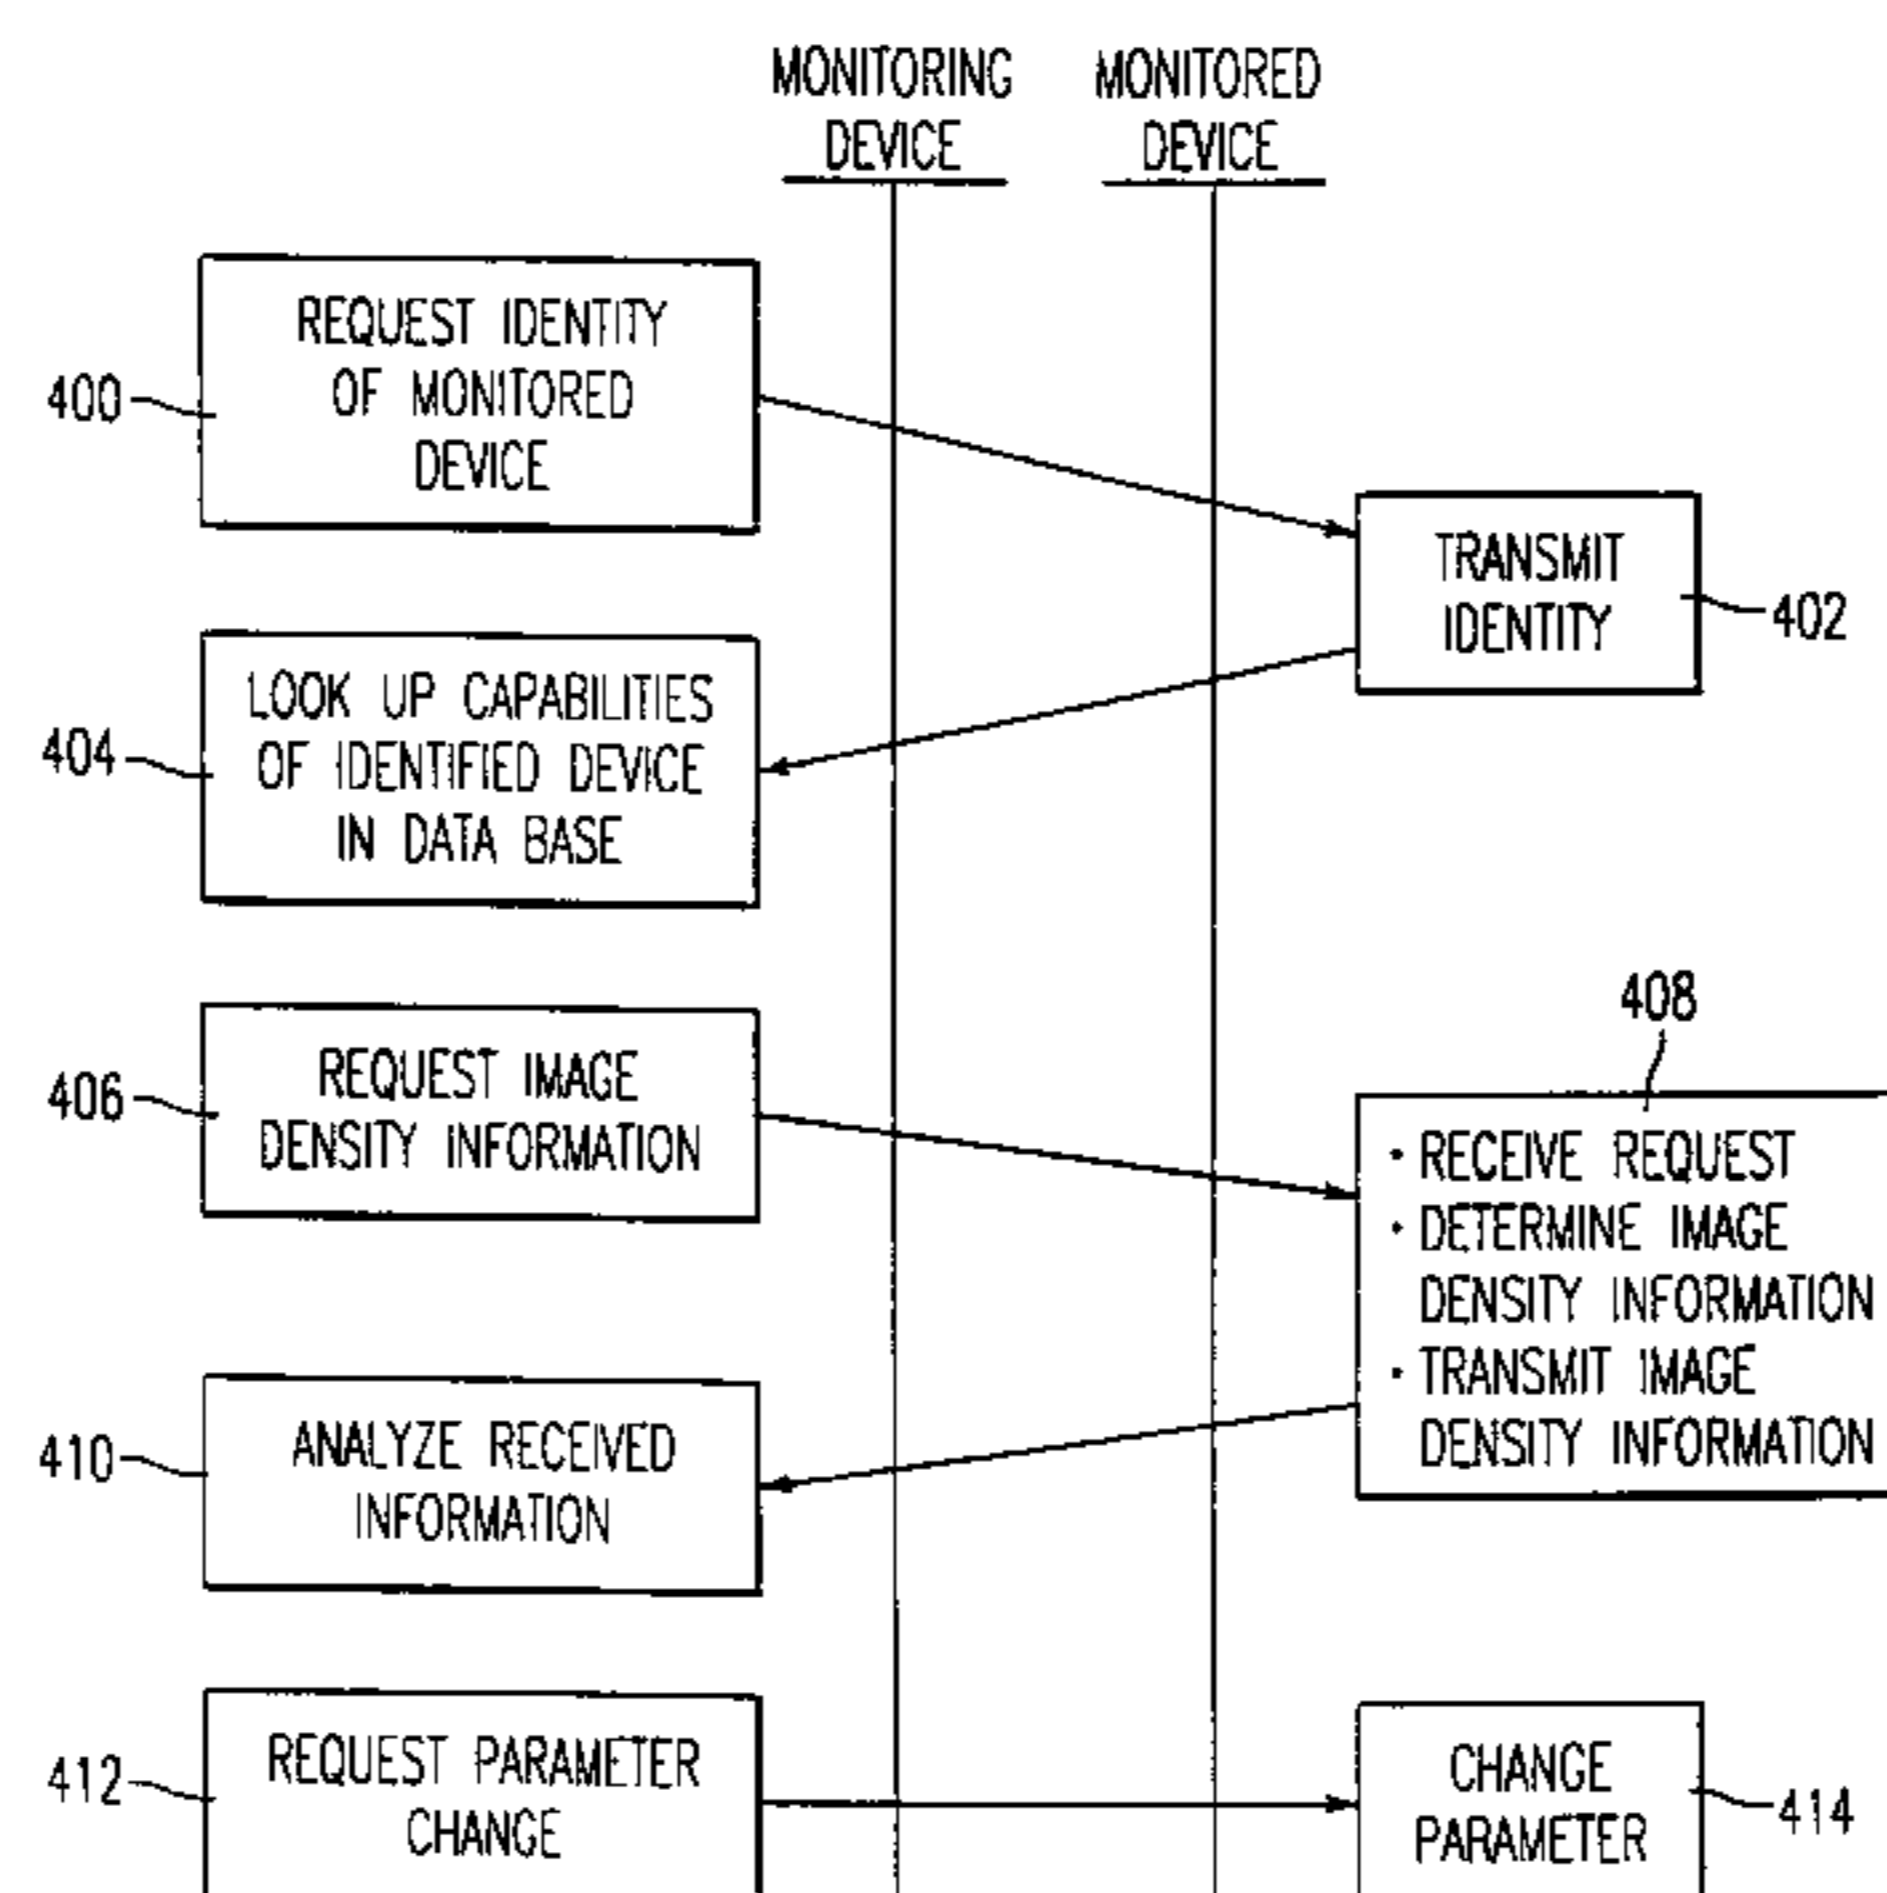 MONITORING
DEVICE
MONITORED
DEVICE
400
REQUEST IDENTITY
OF MONITORED
DEVICE
TRANSMIT
IDENTITY
402
404
LOOK UP CAPABILITIES
OF IDENTIFIED DEVICE
IN DATA BASE
406
REQUEST IMAGE
DENSITY INFORMATION
408
• RECEIVE REQUEST
• DETERMINE IMAGE
DENSITY INFORMATION
• TRANSMIT IMAGE
DENSITY INFORMATION
410
ANALYZE RECEIVED
INFORMATION
412
REQUEST PARAMETER
CHANGE
CHANGE
PARAMETER
414